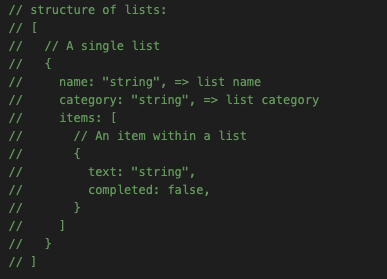 // structure of lists:
// [
//   // A single list
//   {
//     name: "string", => list name
//     category: "string", => list category
//     items: [
//       // An item within a list
//       {
//         text: "string",
//         completed: false,
//       }
//     ]
//   }
// ]